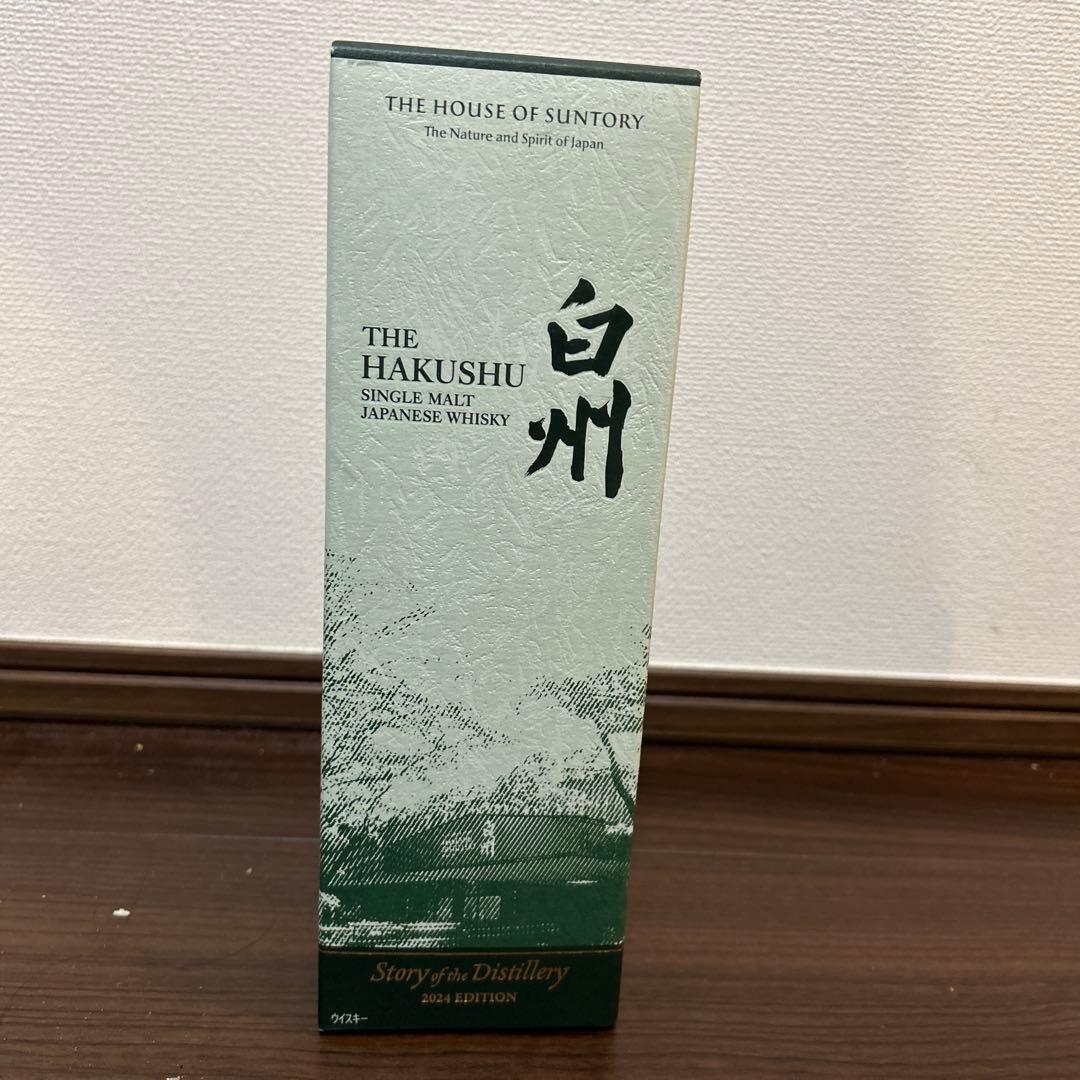 THE HOUSE OF SUNTORY
The Nature and Spirit of Japan
THE
HAKUSHU
SINGLE MALT
JAPANESE WHISKY
白州
Story of the Distillery
2024 EDITION
ウイスキー